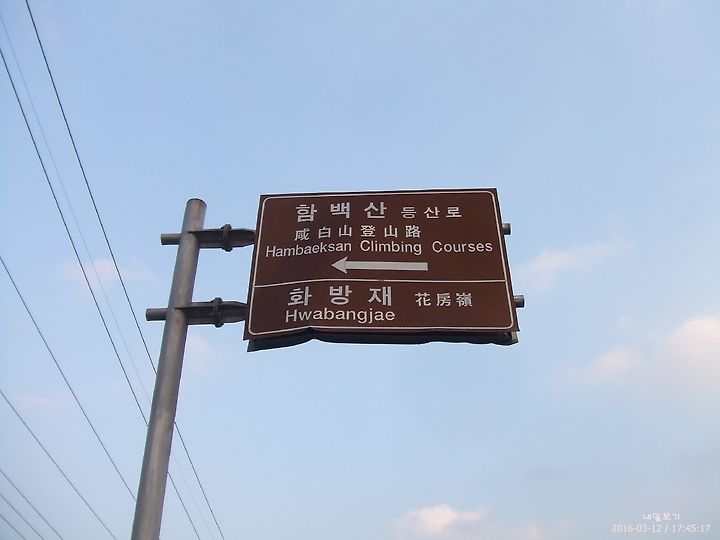 함백산 등산로
咸白山登山路
Hambaeksan Climbing Courses
화방재 花房嶺
Hwabangjae
내일보기
2016-03-12 / 17:45:17